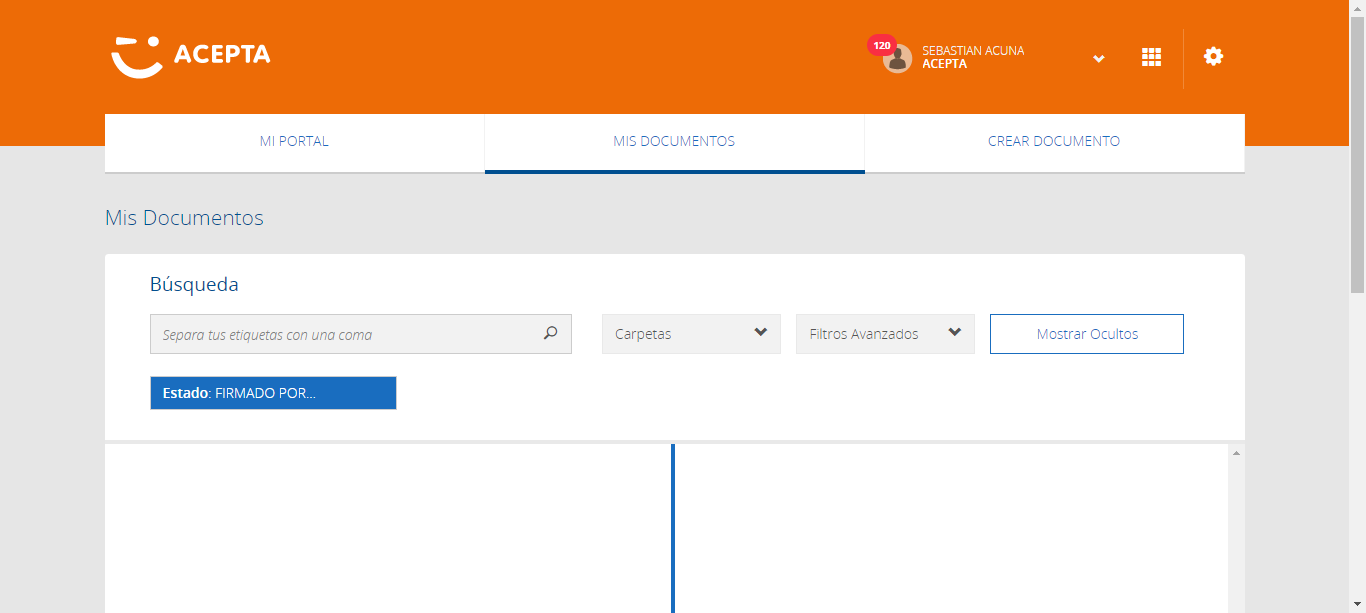 ACEPTA
120
SEBASTIAN ACUNA
ACEPTA
MI PORTAL
MIS DOCUMENTOS
CREAR DOCUMENTO
Mis Documentos
Búsqueda
Separa tus etiquetas con una coma
Carpetas
Filtros Avanzados
Mostrar Ocultos
Estado: FIRMADO POR...